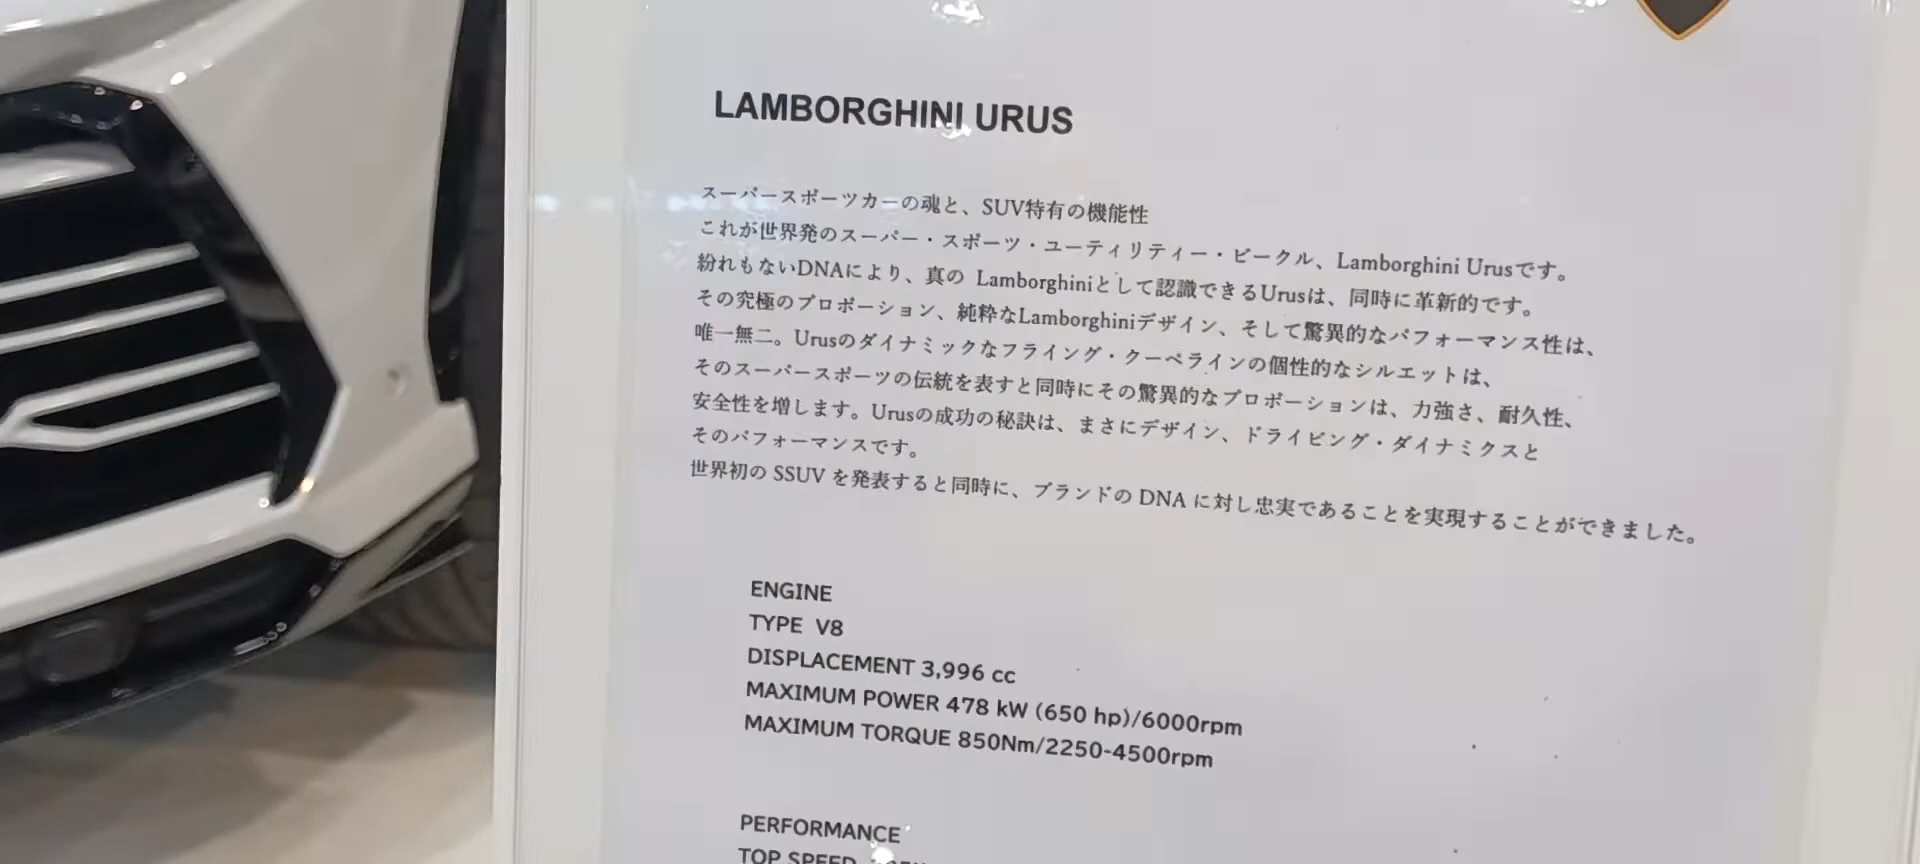 LAMBORGHINI URUS
スーパースポーツカーの魂と、SUV特有の機能性
これが世界発のスーパー・スポーツ・ユーティリティー・ビークル、Lamborghini Urusです。
紛れもないDNAにより、真の Lamborghiniとして認識できるUrusは、同時に革新的です。
その究極のプロポーション、純粋なLamborghiniデザイン、そして驚異的なパフォーマンス性は、
唯一無二。Urusのダイナミックなフライング・クーペラインの個性的なシルエットは、
そのスーパースポーツの伝統を表すと同時にその驚異的なプロポーションは、力強さ、耐久性、
安全性を増します。Urusの成功の秘訣は、まさにデザイン、ドライビング・ダイナミクスと
そのパフォーマンスです。
世界初の SSUV を発表すると同時に、ブランドの DNA に対し忠実であることを実現することができました。
ENGINE
TYPE V8
DISPLACEMENT 3,996 cc
MAXIMUM POWER 478 kW (650 hp)/6000rpm
MAXIMUM TORQUE 850Nm/2250-4500rpm
PERFORMANCE
TOP SPEED